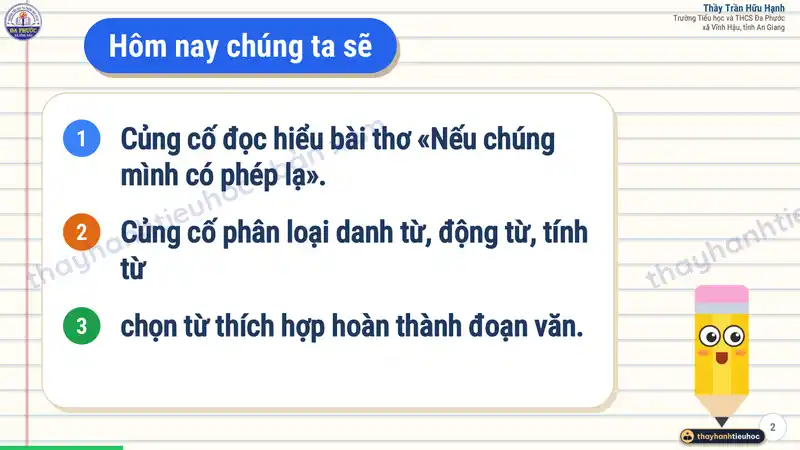 Thầy Trần Hữu Hạnh
Trường Tiểu học và THCS Đa Phước
xã Vĩnh Hậu, tỉnh An Giang
ĐA PHƯỚC
Hôm nay chúng ta sẽ
1 Củng cố đọc hiểu bài thơ «Nếu chúng
mình có phép lạ».
2 Củng cố phân loại danh từ, động từ, tính
từ
3 chọn từ thích hợp hoàn thành đoạn văn.
thayhanhtieuhoc
2